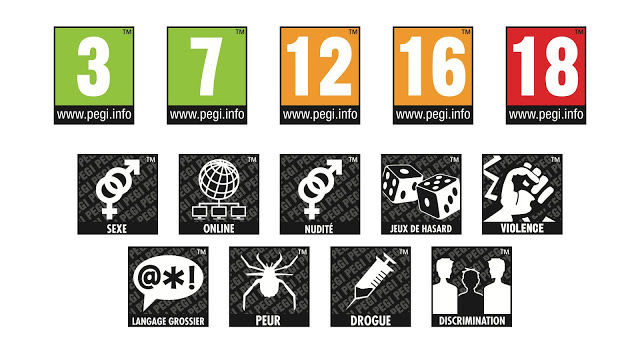 3 ™
7 ™
12 ™
16 ™
18 ™
www.pegi.info
www.pegi.info
www.pegi.info
www.pegi.info
www.pegi.info
SEXE ™
ONLINE ™
NUDITÉ ™
JEUX DE HASARD ™
VIOLENCE ™
@*!
LANGAGE GROSSIER ™
PEUR ™
DROGUE ™
DISCRIMINATION ™